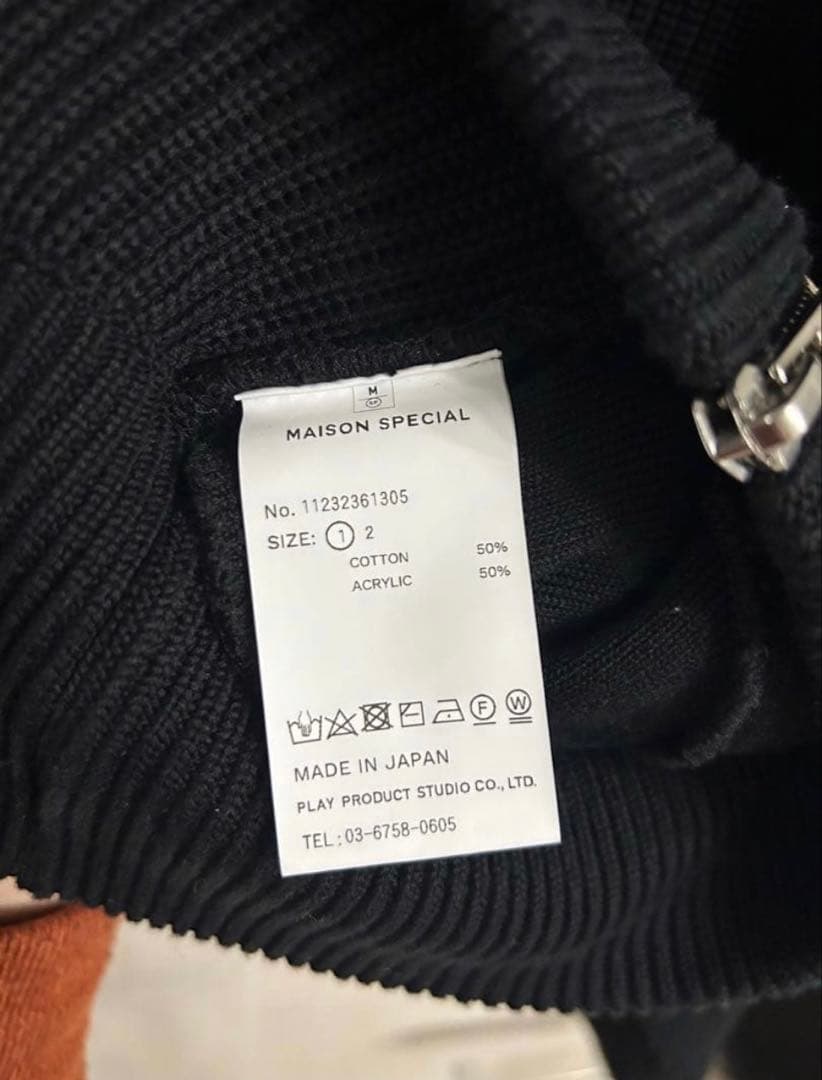 M
MAISON SPECIAL
No. 11232361305
SIZE: 1 2
COTTON 50%
ACRYLIC 50%
F W
MADE IN JAPAN
PLAY PRODUCT STUDIO CO., LTD.
TEL:03-6758-0605